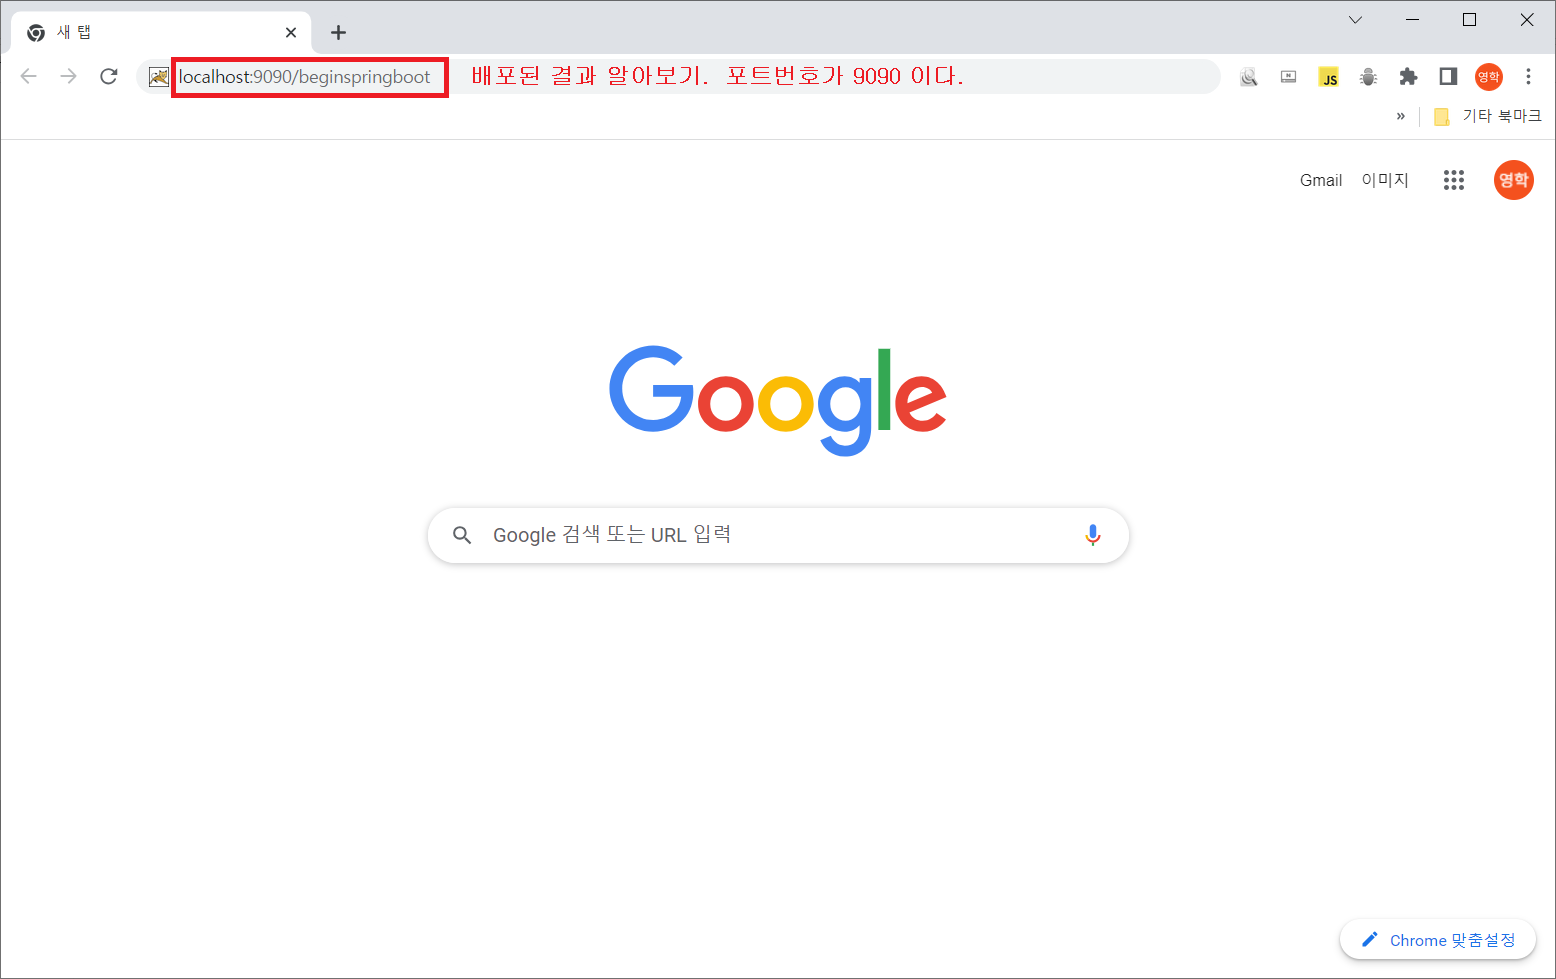 새 탭
localhost:9090/beginspringboot 배포된 결과 알아보기. 포트번호가 9090 이다.
JS
영학
» 기타 북마크
Gmail 이미지 영학
Google
Google 검색 또는 URL 입력
Chrome 맞춤설정